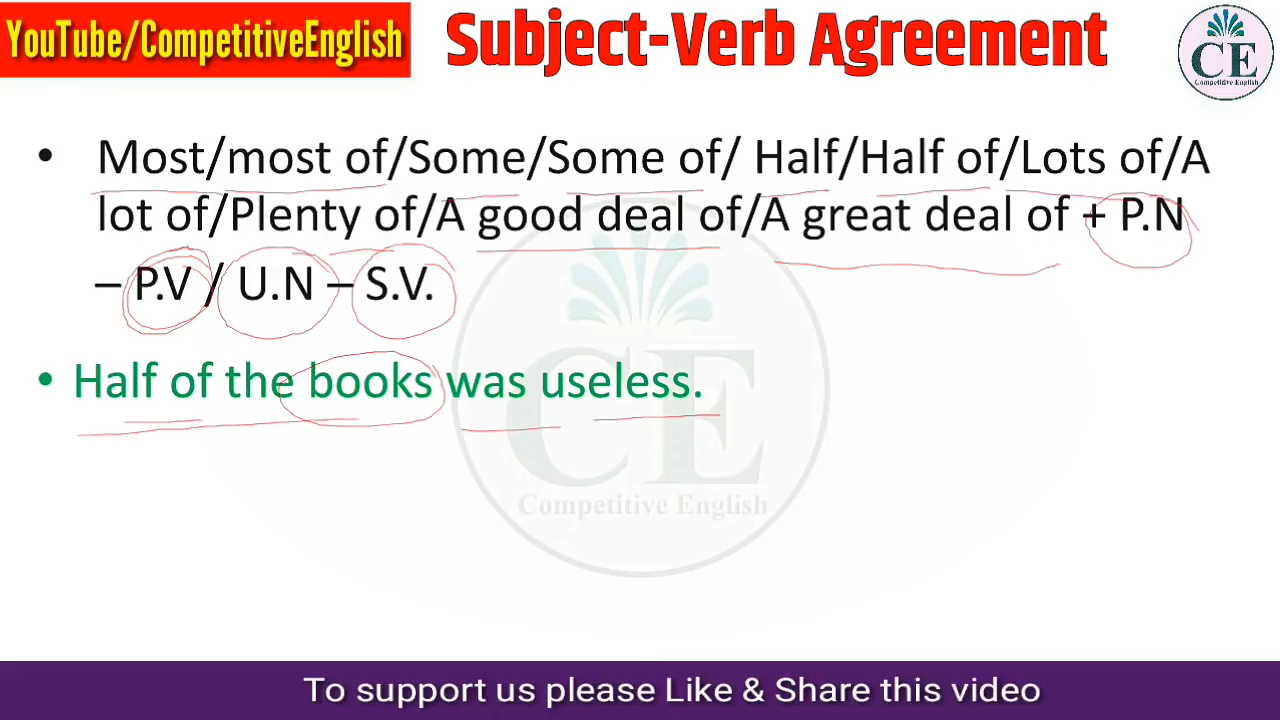 YouTube/CompetitiveEnglish
Subject-Verb Agreement
CE
Competitive English
• Most/most of/Some/Some of/ Half/Half of/Lots of/A
lot of/Plenty of/A good deal of/A great deal of + P.N
– P.V / U.N – S.V.
• Half of the books was useless.
CE
Competitive English
To support us please Like & Share this video